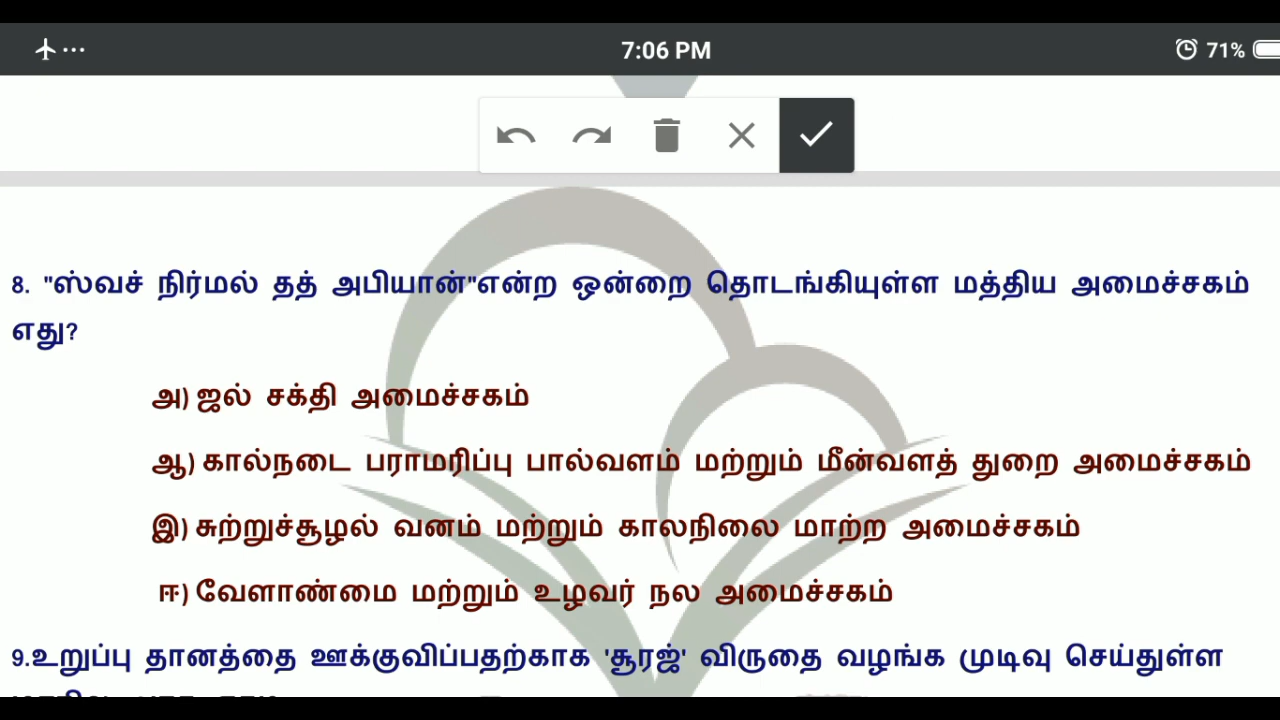 7:06 PM
71%
8. "ஸ்வச் நிர்மல் தத் அபியான்"என்ற ஒன்றை தொடங்கியுள்ள மத்திய அமைச்சகம்
எது?
அ) ஜல் சக்தி அமைச்சகம்
ஆ) கால்நடை பராமரிப்பு பால்வளம் மற்றும் மீன்வளத் துறை அமைச்சகம்
இ) சுற்றுச்சூழல் வனம் மற்றும் காலநிலை மாற்ற அமைச்சகம்
ஈ) வேளாண்மை மற்றும் உழவர் நல அமைச்சகம்
9.உறுப்பு தானத்தை ஊக்குவிப்பதற்காக 'சூரஜ்' விருதை வழங்க முடிவு செய்துள்ள